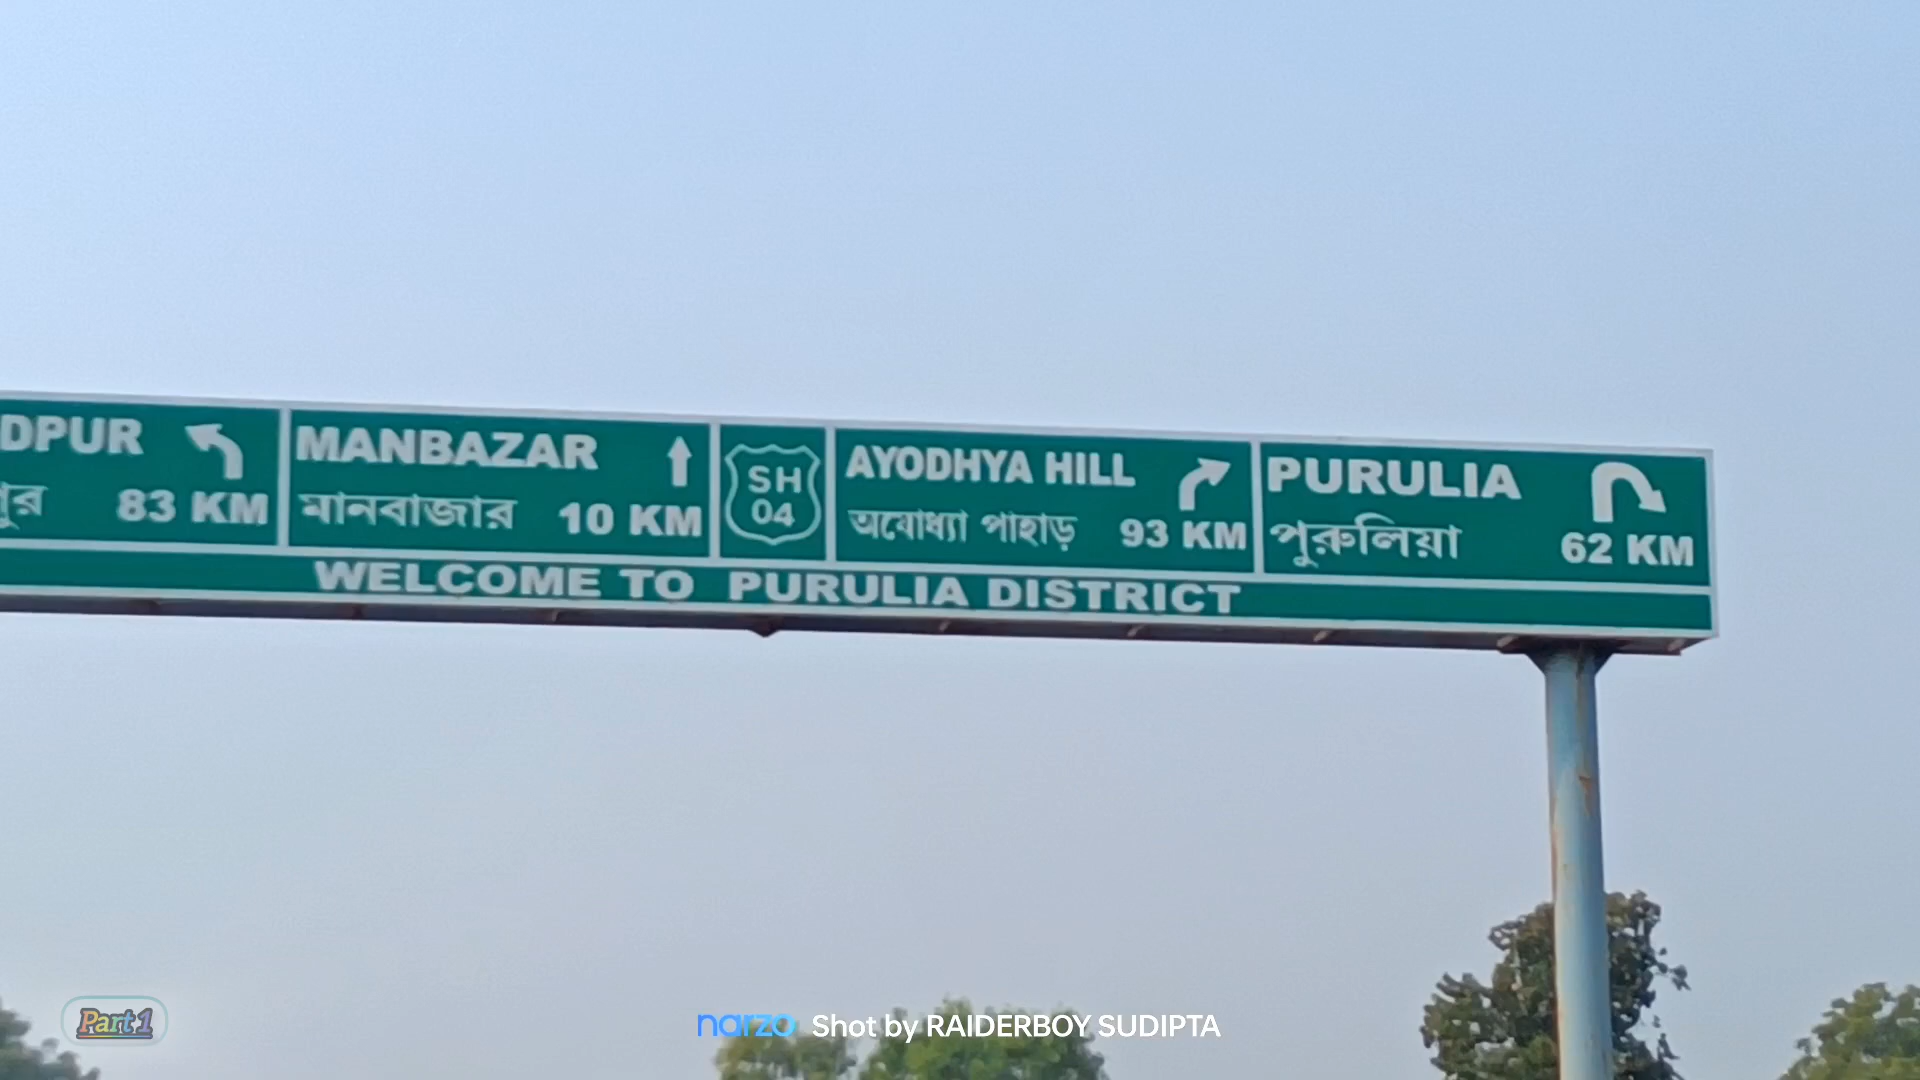 DPUR
83 KM
MANBAZAR
মানবাজার 10 KM
SH
04
AYODHYA HILL
অযোধ্যা পাহাড় 93 KM
PURULIA
পুরুলিয়া 62 KM
WELCOME TO PURULIA DISTRICT
Part 1
narzo Shot by RAIDERBOY SUDIPTA